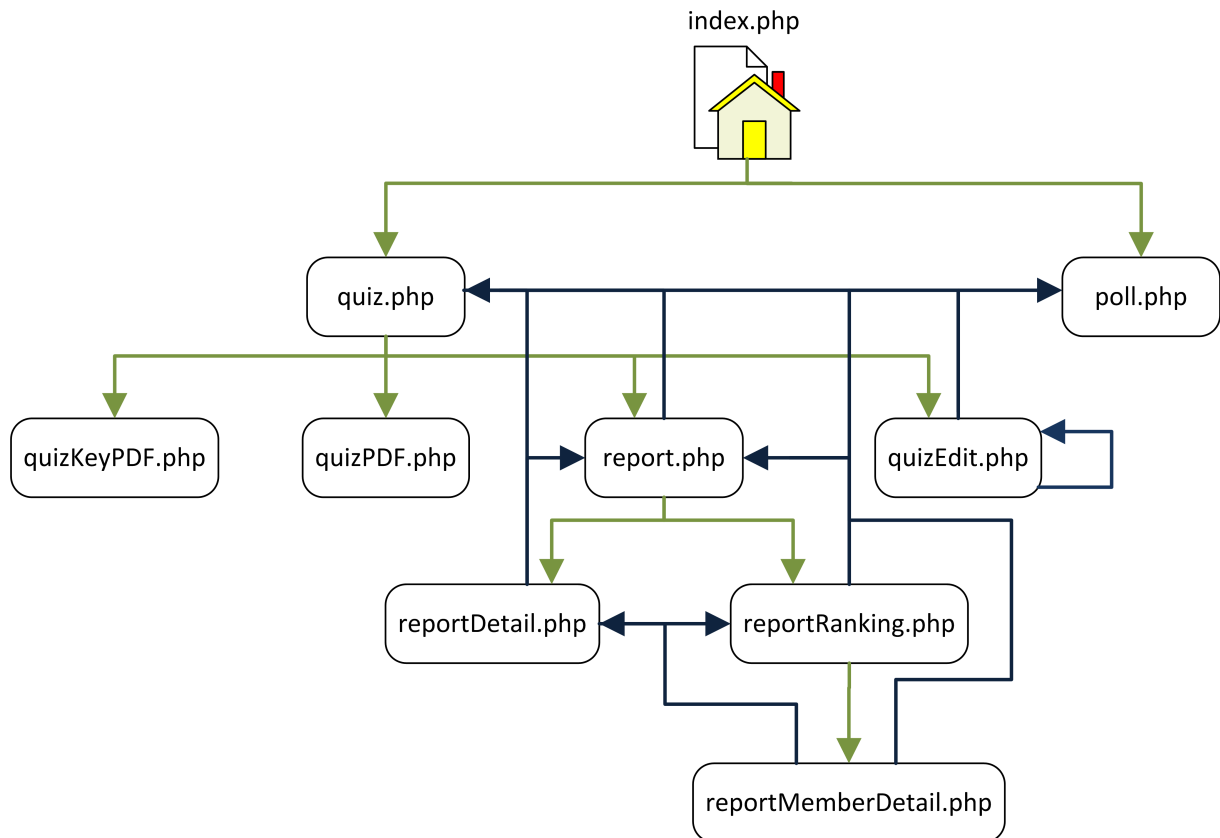 index.php
quiz.php
poll.php
quizKeyPDF.php
quizPDF.php
report.php
quizEdit.php
reportDetail.php
reportRanking.php
reportMemberDetail.php